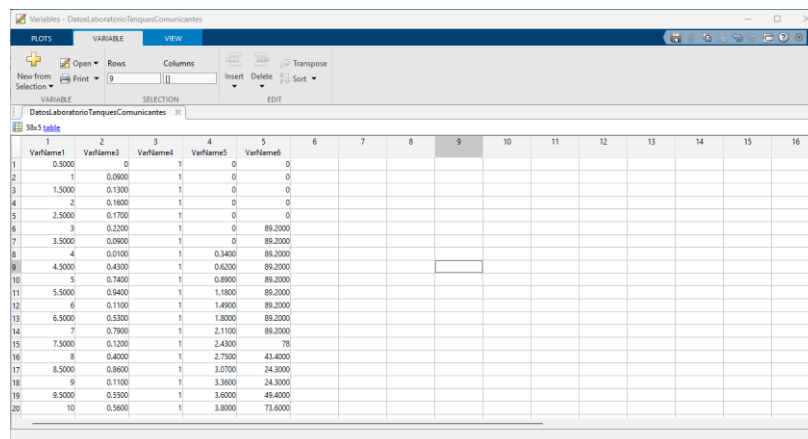 Variables - DatosLaboratorioTanquesComunicantes
PLOTS VARIABLE VIEW
New from Selection Open Print Rows 9 Columns [] Insert Delete Transpose Sort
VARIABLE SELECTION EDIT
DatosLaboratorioTanquesComunicantes
58x5 table
1 2 3 4 5 6 7 8 9 10 11 12 13 14 15 16
VarName1 VarName3 VarName4 VarName5 VarName6
1 0.5000 0 1 0 0
2 1 0.0900 1 0 0
3 1.5000 0.1300 1 0 0
4 2 0.1600 1 0 0
5 2.5000 0.1700 1 0 0
6 3 0.2200 1 0 89.2000
7 3.5000 0.0900 1 0 89.2000
8 4 0.0100 1 0.3400 89.2000
9 4.5000 0.4300 1 0.6200 89.2000
10 5 0.7400 1 0.8900 89.2000
11 5.5000 0.9400 1 1.1800 89.2000
12 6 0.1100 1 1.4900 89.2000
13 6.5000 0.5300 1 1.8000 89.2000
14 7 0.7900 1 2.1100 89.2000
15 7.5000 0.1200 1 2.4300 78
16 8 0.4000 1 2.7500 43.4000
17 8.5000 0.8600 1 3.0700 24.3000
18 9 0.1100 1 3.3600 24.3000
19 9.5000 0.5500 1 3.6000 49.4000
20 10 0.5600 1 3.8000 73.6000